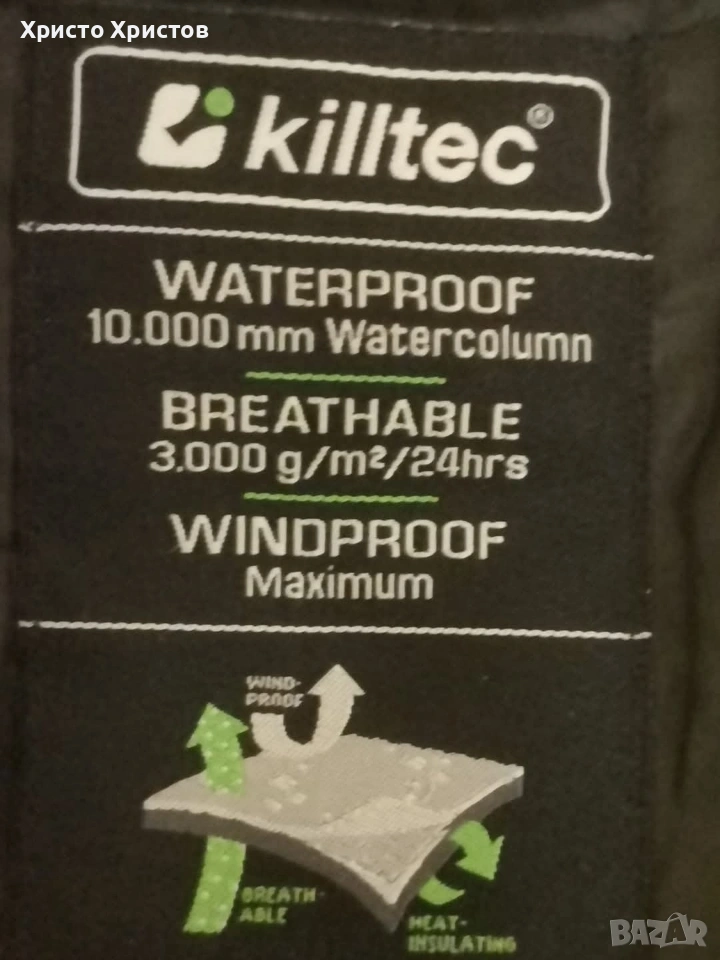 Христо Христов
killtec®
WATERPROOF
10.000 mm Watercolumn
BREATHABLE
3.000 g/m²/24hrs
WINDPROOF
Maximum
WIND-
PROOF
BREATH-
ABLE
HEAT-
INSULATING
BAZAR